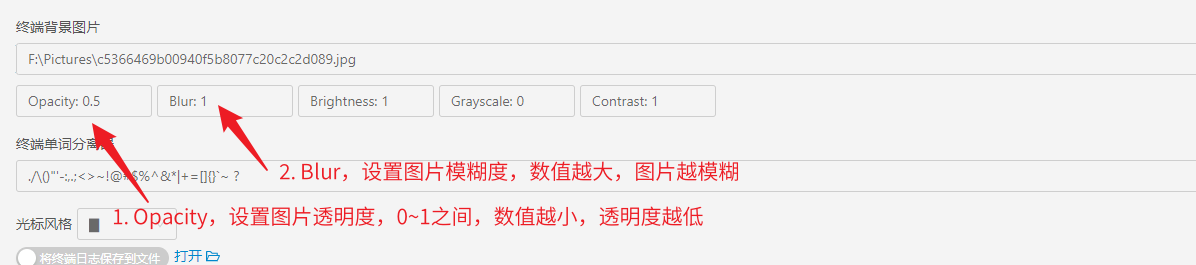 终端背景图片
F:\Pictures\c5366469b00940f5b8077c20c2c2d089.jpg
Opacity: 0.5 Blur: 1 Brightness: 1 Grayscale: 0 Contrast: 1
终端单词分离
2. Blur，设置图片模糊度，数值越大，图片越模糊
./\()"'-:,.;<>~!@#$%^&*|+=[]{}`~ ?
1. Opacity，设置图片透明度，0~1之间，数值越小，透明度越低
光标风格
将终端日志保存到文件 打开